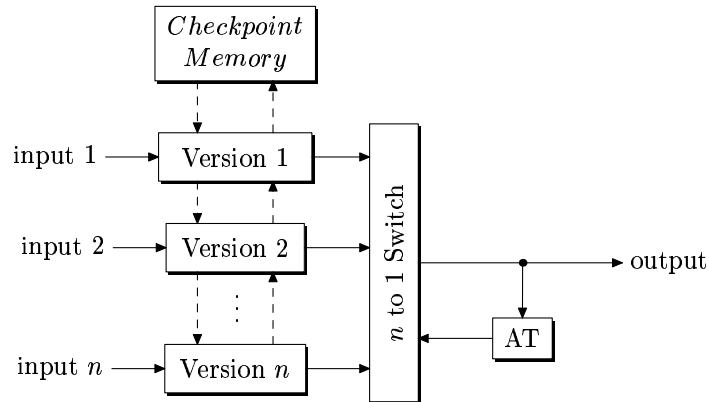 Checkpoint
Memory
input 1
Version 1
input 2
Version 2
input n
Version n
n to 1 Switch
output
AT